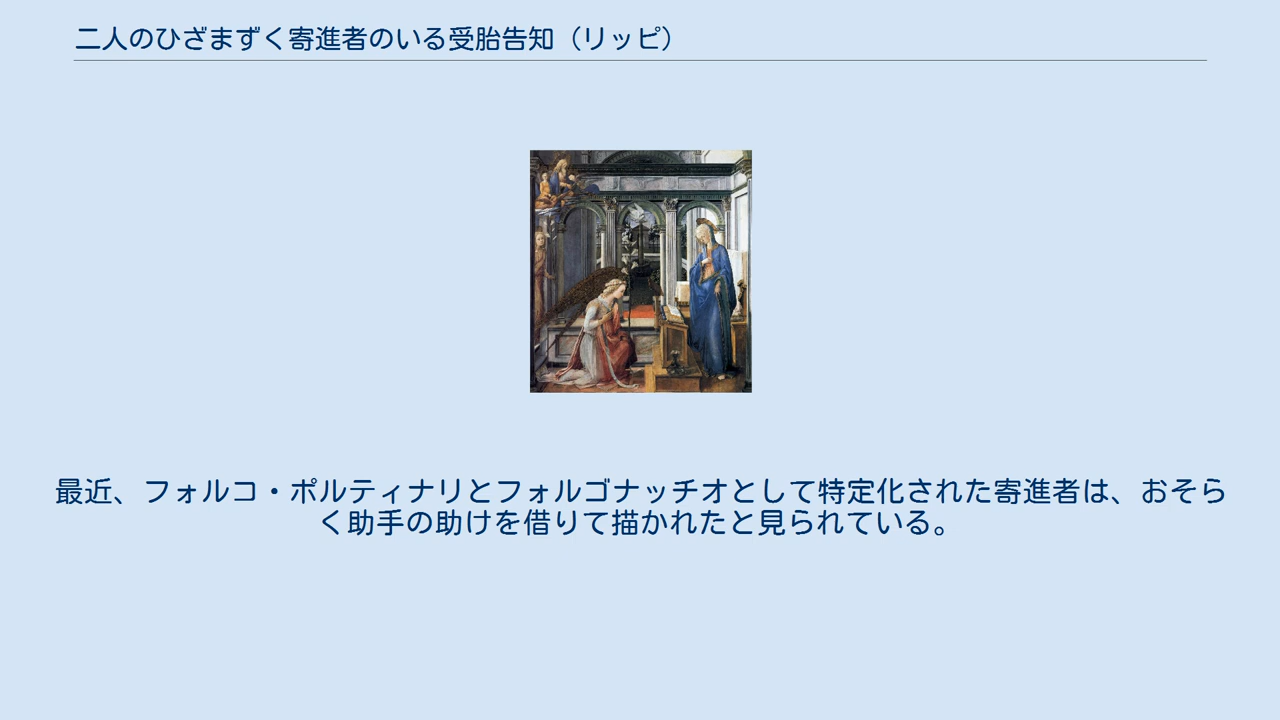 二人のひざまずく寄進者のいる受胎告知（リッピ）
最近、フォルコ・ポルティナリとフォルゴナッチオとして特定化された寄進者は、おそら
く助手の助けを借りて描かれたと見られている。